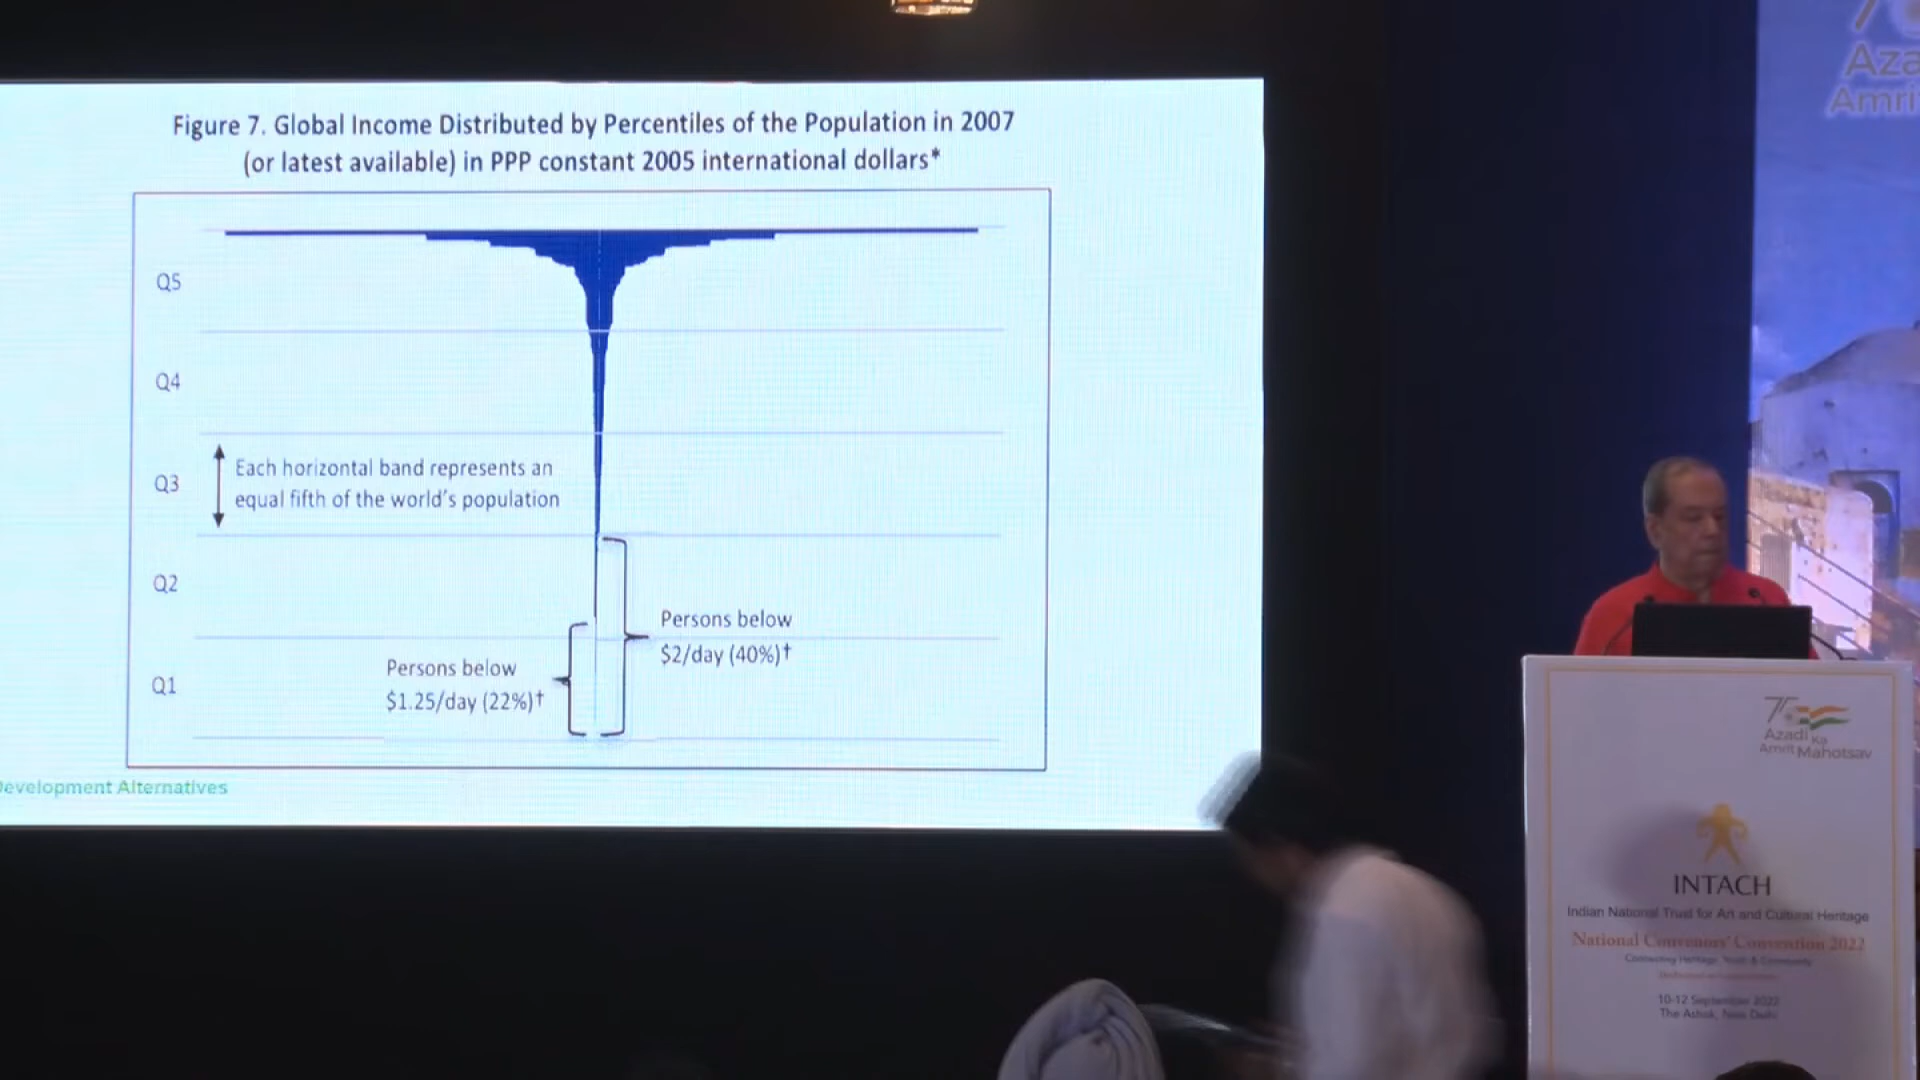 Figure 7. Global Income Distributed by Percentiles of the Population in 2007
(or latest available) in PPP constant 2005 international dollars*
Q5
Q4
Q3
Each horizontal band represents an
equal fifth of the world's population
Q2
Q1
Persons below
$2/day (40%)†
Persons below
$1.25/day (22%)†
Development Alternatives
Aza
Amri
75
Azadi Ka
Amrit Mahotsav
INTACH
Indian National Trust for Art and Cultural Heritage
National Convenors' Convention 2022
Connecting Heritage, Youth & Community
10-12 September 2022
The Ashok, New Delhi